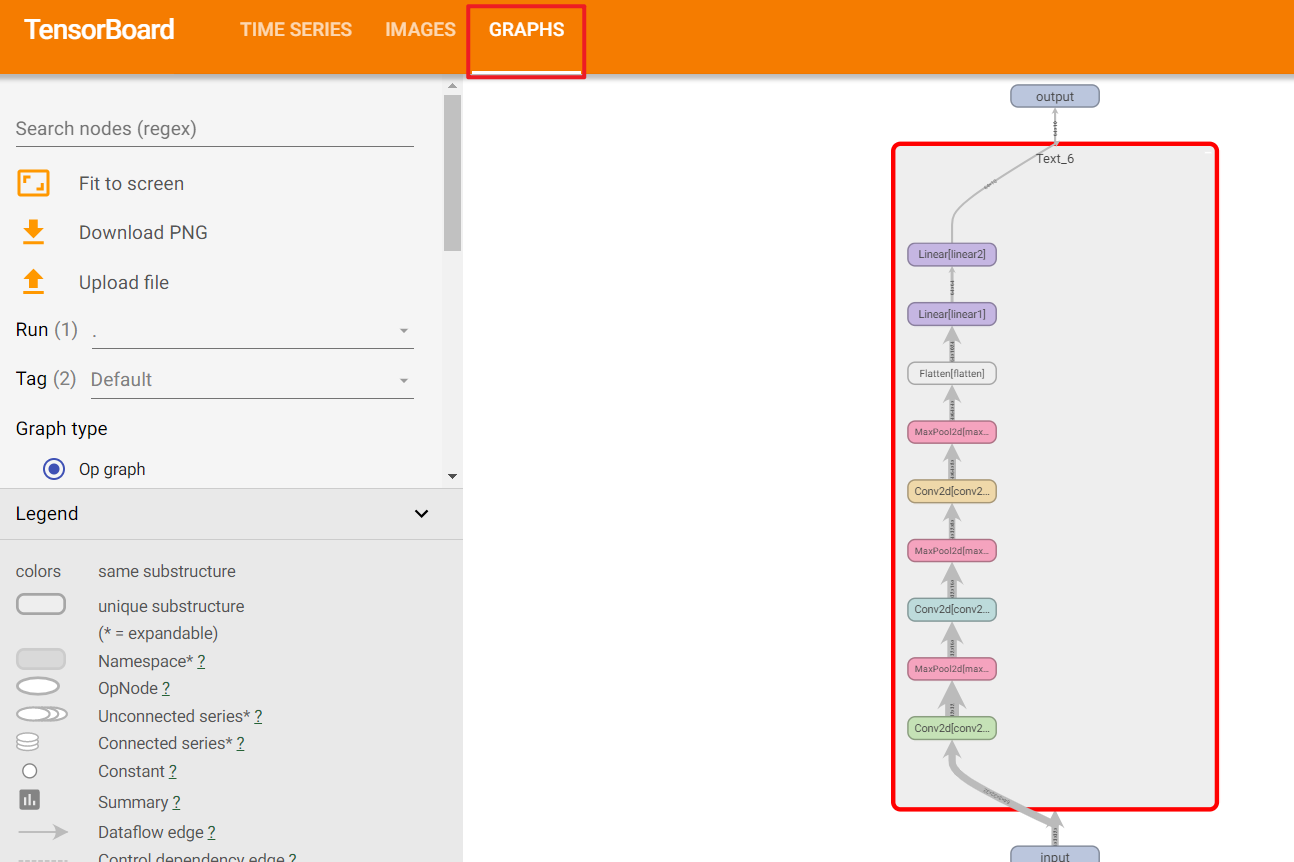 TensorBoard
TIME SERIES
IMAGES
GRAPHS
Search nodes (regex)
Fit to screen
Download PNG
Upload file
Run (1) .
Tag (2) Default
Graph type
Op graph
Legend
colors same substructure
unique substructure
(* = expandable)
Namespace* ?
OpNode ?
Unconnected series* ?
Connected series* ?
Constant ?
Summary ?
Dataflow edge ?
Control dependency edge ?
output
Text_6
Linear[linear2]
Linear[linear1]
Flatten[flatten]
MaxPool2d[max...
Conv2d[conv2...
MaxPool2d[max...
Conv2d[conv2...
MaxPool2d[max...
Conv2d[conv2...
input